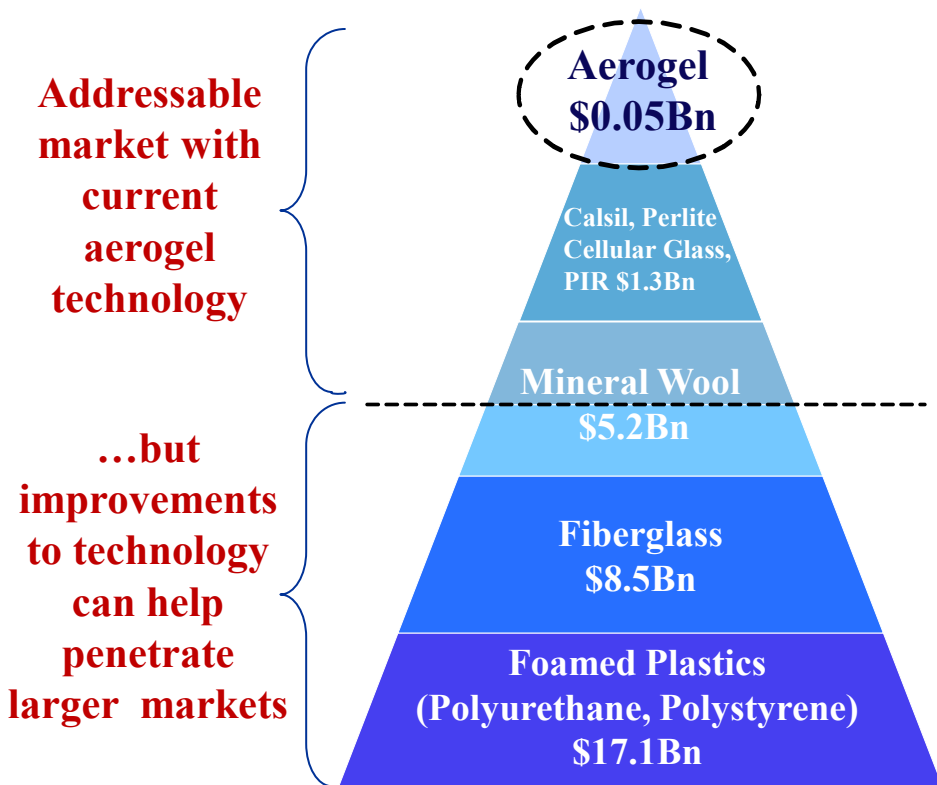 Addressable
market with
current
aerogel
technology
…but
improvements
to technology
can help
penetrate
larger  markets
Aerogel
$0.05Bn
Calsil, Perlite
Cellular Glass,
PIR $1.3Bn
Mineral Wool
$5.2Bn
Fiberglass
$8.5Bn
Foamed Plastics
(Polyurethane, Polystyrene)
$17.1Bn